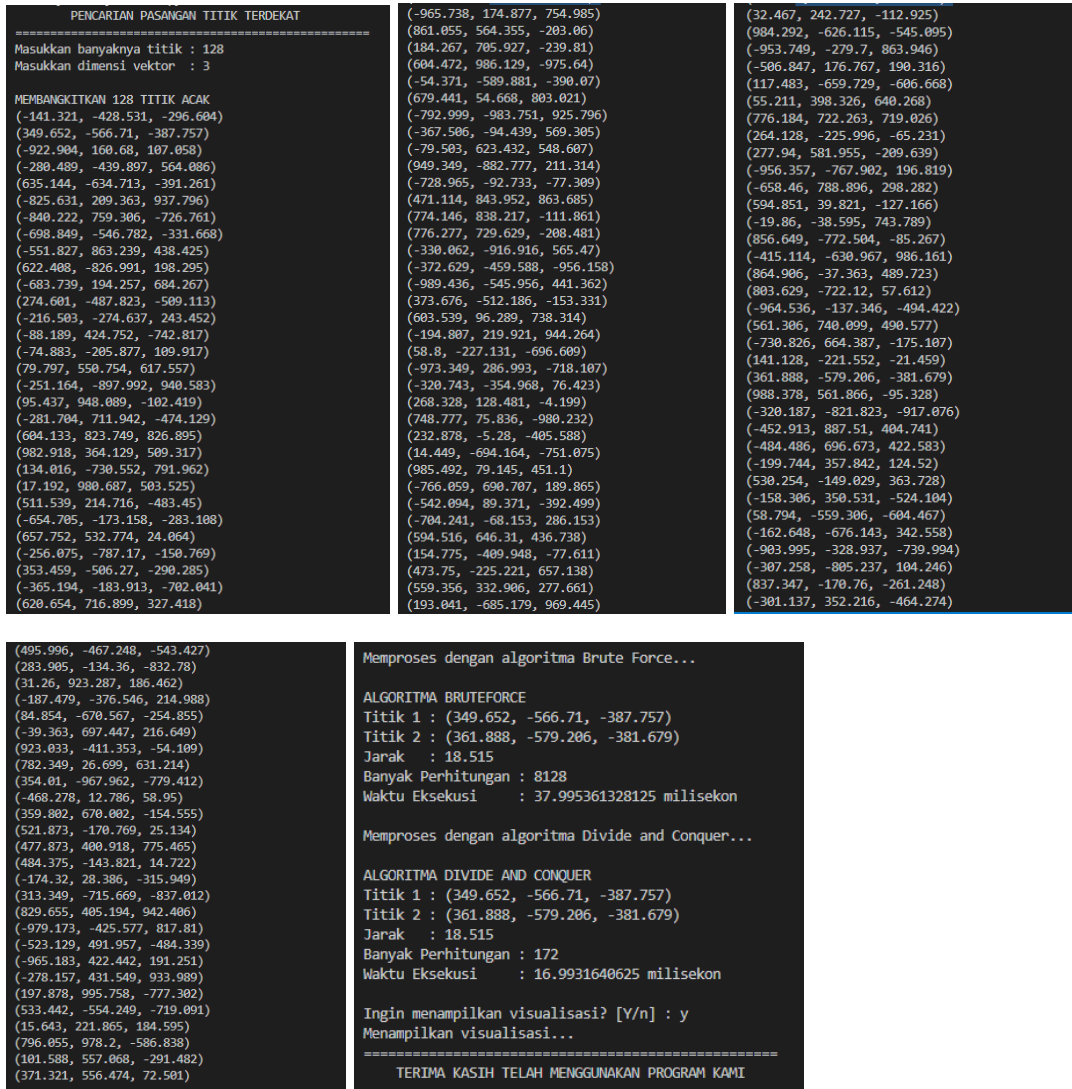 PENCARIAN PASANGAN TITIK TERDEKAT
==================================================
Masukkan banyaknya titik : 128
Masukkan dimensi vektor  : 3
MEMBANGKITKAN 128 TITIK ACAK
(-141.321, -428.531, -296.604)
(349.652, -566.71, -387.757)
(-922.904, 160.68, 107.058)
(-280.489, -439.897, 564.086)
(635.144, -634.713, -391.261)
(-825.631, 209.363, 937.796)
(-840.222, 759.306, -726.761)
(-698.849, -546.782, -331.668)
(-551.827, 863.239, 438.425)
(622.408, -826.991, 198.295)
(-683.739, 194.257, 684.267)
(274.601, -487.823, -509.113)
(-216.503, -274.637, 243.452)
(-88.189, 424.752, -742.817)
(-74.883, -205.877, 109.917)
(79.797, 550.754, 617.557)
(-251.164, -897.992, 940.583)
(95.437, 948.089, -102.419)
(-281.704, 711.942, -474.129)
(604.133, 823.749, 826.895)
(982.918, 364.129, 509.317)
(134.016, -730.552, 791.962)
(17.192, 980.687, 503.525)
(511.539, 214.716, -483.45)
(-654.705, -173.158, -283.108)
(657.752, 532.774, 24.064)
(-256.075, -787.17, -150.769)
(353.459, -506.27, -290.285)
(-365.194, -183.913, -702.041)
(620.654, 716.899, 327.418)
(-965.738, 174.877, 754.985)
(861.055, 564.355, -203.06)
(184.267, 705.927, -239.81)
(604.472, 986.129, -975.64)
(-54.371, -589.881, -390.07)
(679.441, 54.668, 803.021)
(-792.999, -983.751, 925.796)
(-367.506, -94.439, 569.305)
(-79.503, 623.432, 548.607)
(949.349, -882.777, 211.314)
(-728.965, -92.733, -77.309)
(471.114, 843.952, 863.685)
(774.146, 838.217, -111.861)
(776.277, 729.629, -208.481)
(-330.062, -916.916, 565.47)
(-372.629, -459.588, -956.158)
(-989.436, -545.956, 441.362)
(373.676, -512.186, -153.331)
(603.539, 96.289, 738.314)
(-194.807, 219.921, 944.264)
(58.8, -227.131, -696.609)
(-973.349, 286.993, -718.107)
(-320.743, -354.968, 76.423)
(268.328, 128.481, -4.199)
(748.777, 75.836, -980.232)
(232.878, -5.28, -405.588)
(14.449, -694.164, -751.075)
(985.492, 79.145, 451.1)
(-766.059, 690.707, 189.865)
(-542.094, 89.371, -392.499)
(-704.241, -68.153, 286.153)
(594.516, 646.31, 436.738)
(154.775, -409.948, -77.611)
(473.75, -225.221, 657.138)
(559.356, 332.906, 277.661)
(193.041, -685.179, 969.445)
(32.467, 242.727, -112.925)
(984.292, -626.115, -545.095)
(-953.749, -279.7, 863.946)
(-506.847, 176.767, 190.316)
(117.483, -659.729, -606.668)
(55.211, 398.326, 640.268)
(776.184, 722.263, 719.026)
(264.128, -225.996, -65.231)
(277.94, 581.955, -209.639)
(-956.357, -767.902, 196.819)
(-658.46, 788.896, 298.282)
(594.851, 39.821, -127.166)
(-19.86, -38.595, 743.789)
(856.649, -772.504, -85.267)
(-415.114, -630.967, 986.161)
(864.906, -37.363, 489.723)
(803.629, -722.12, 57.612)
(-964.536, -137.346, -494.422)
(561.306, 740.099, 490.577)
(-730.826, 664.387, -175.107)
(141.128, -221.552, -21.459)
(361.888, -579.206, -381.679)
(988.378, 561.866, -95.328)
(-320.187, -821.823, -917.076)
(-452.913, 887.51, 404.741)
(-484.486, 696.673, 422.583)
(-199.744, 357.842, 124.52)
(530.254, -149.029, 363.728)
(-158.306, 350.531, -524.104)
(58.794, -559.306, -604.467)
(-162.648, -676.143, 342.558)
(-903.995, -328.937, -739.994)
(-307.258, -805.237, 104.246)
(837.347, -170.76, -261.248)
(-301.137, 352.216, -464.274)
(495.996, -467.248, -543.427)
(283.905, -134.36, -832.78)
(31.26, 923.287, 186.462)
(-187.479, -376.546, 214.988)
(84.854, -670.567, -254.855)
(-39.363, 697.447, 216.649)
(923.033, -411.353, -54.109)
(782.349, 26.699, 631.214)
(354.01, -967.962, -779.412)
(-468.278, 12.786, 58.95)
(359.802, 670.002, -154.555)
(521.873, -170.769, 25.134)
(477.873, 400.918, 775.465)
(484.375, -143.821, 14.722)
(-174.32, 28.386, -315.949)
(313.349, -715.669, -837.012)
(829.655, 405.194, 942.406)
(-979.173, -425.577, 817.81)
(-523.129, 491.957, -484.339)
(-965.183, 422.442, 191.251)
(-278.157, 431.549, 933.989)
(197.878, 995.758, -777.302)
(533.442, -554.249, -719.091)
(15.643, 221.865, 184.595)
(796.055, 978.2, -586.838)
(101.588, 557.068, -291.482)
(371.321, 556.474, 72.501)
Memproses dengan algoritma Brute Force...
ALGORITMA BRUTEFORCE
Titik 1 : (349.652, -566.71, -387.757)
Titik 2 : (361.888, -579.206, -381.679)
Jarak   : 18.515
Banyak Perhitungan : 8128
Waktu Eksekusi     : 37.995361328125 milisekon
Memproses dengan algoritma Divide and Conquer...
ALGORITMA DIVIDE AND CONQUER
Titik 1 : (349.652, -566.71, -387.757)
Titik 2 : (361.888, -579.206, -381.679)
Jarak   : 18.515
Banyak Perhitungan : 172
Waktu Eksekusi     : 16.9931640625 milisekon
Ingin menampilkan visualisasi? [Y/n] : y
Menampilkan visualisasi...
==================================================
TERIMA KASIH TELAH MENGGUNAKAN PROGRAM KAMI